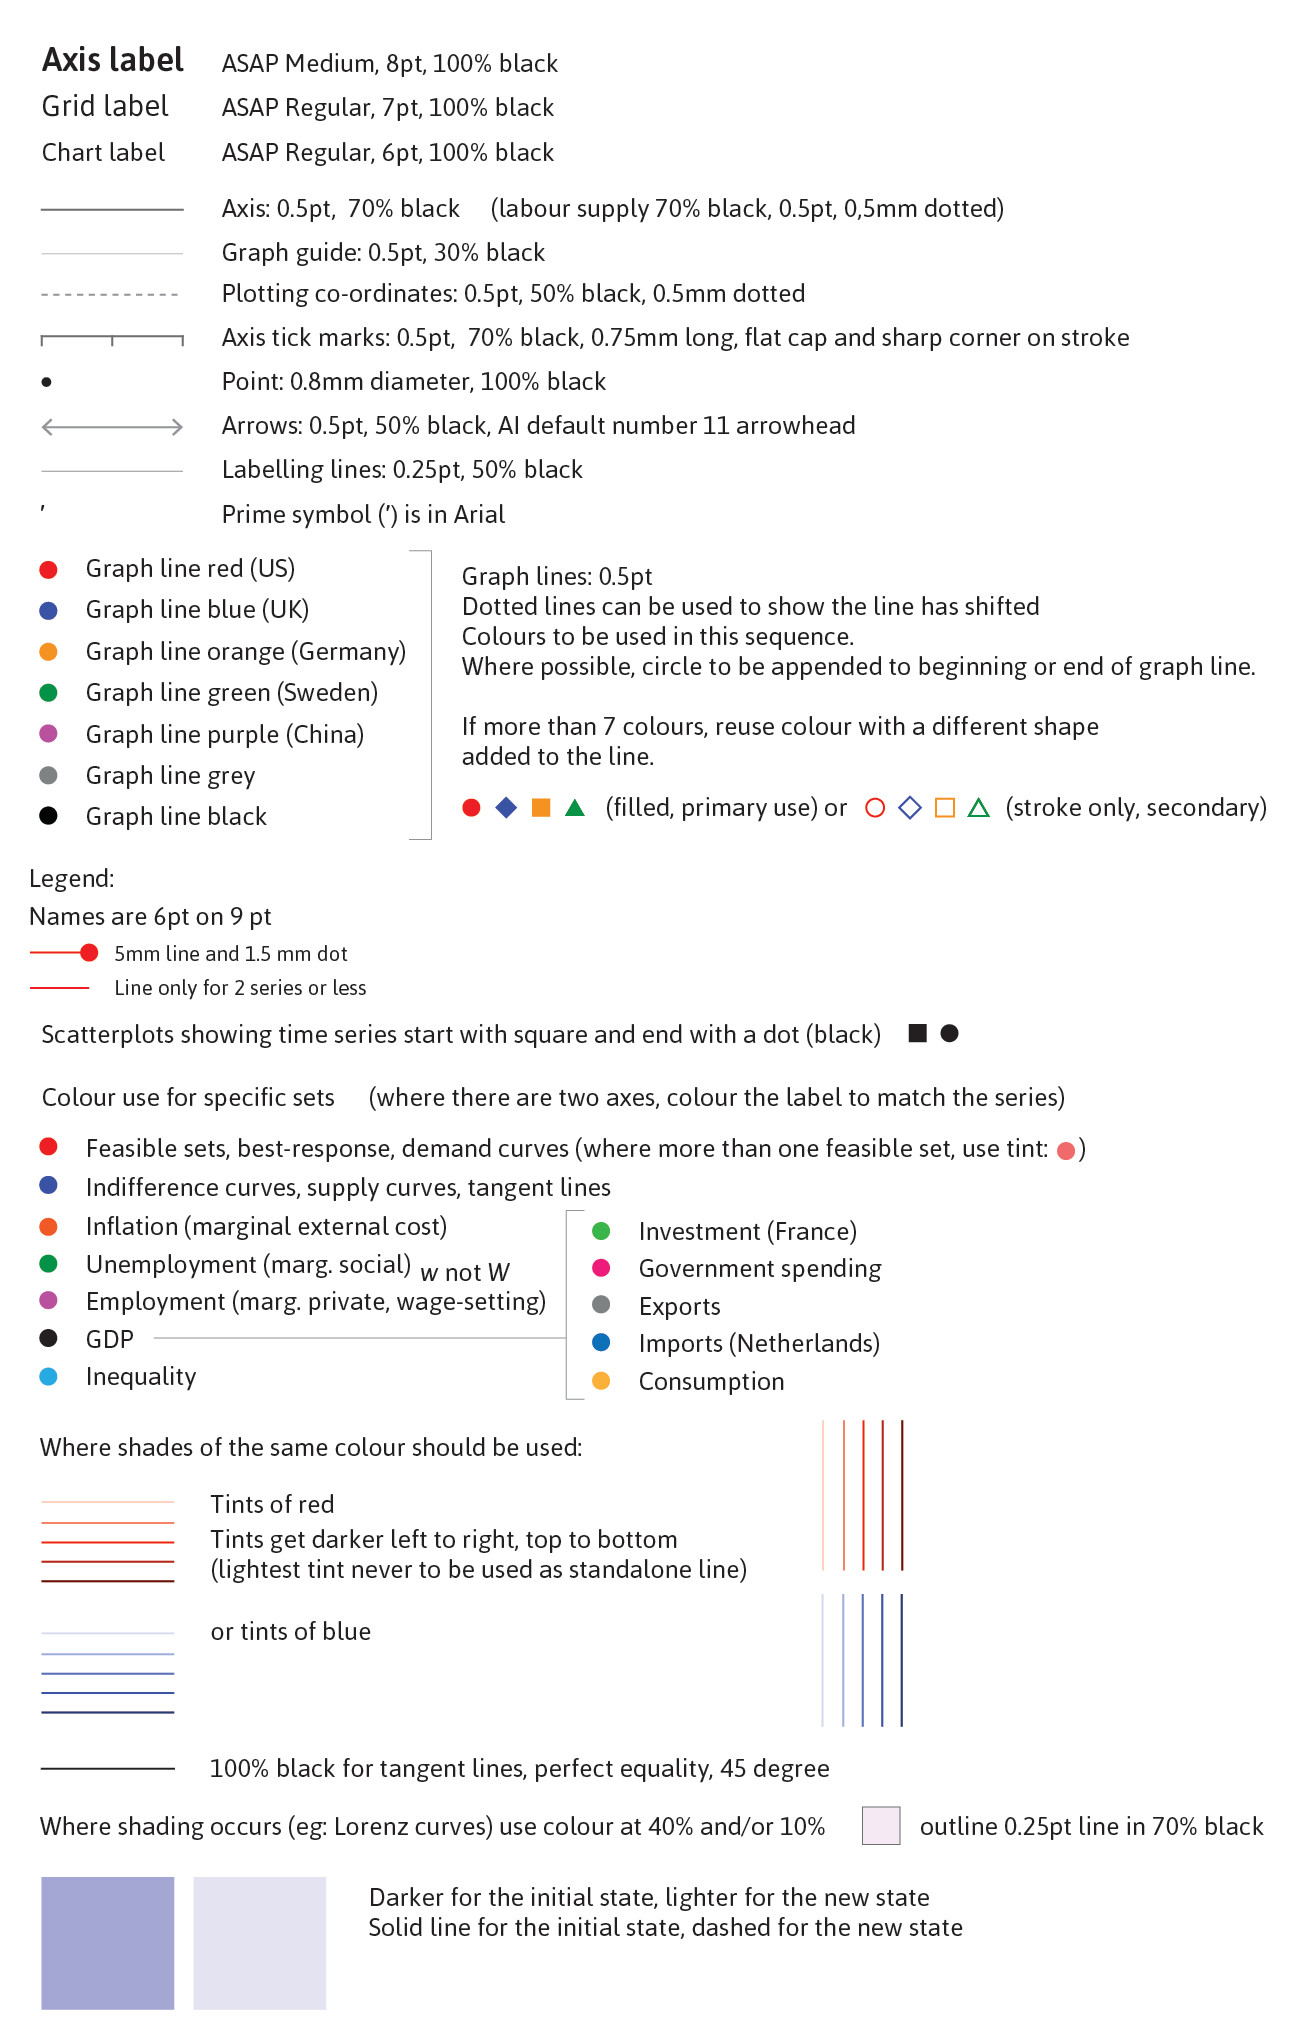 Axis label ASAP Medium, 8pt, 100% black
Grid label ASAP Regular, 7pt, 100% black
Chart label ASAP Regular, 6pt, 100% black
Axis: 0.5pt, 70% black (labour supply 70% black, 0.5pt, 0,5mm dotted)
Graph guide: 0.5pt, 30% black
Plotting co-ordinates: 0.5pt, 50% black, 0.5mm dotted
Axis tick marks: 0.5pt, 70% black, 0.75mm long, flat cap and sharp corner on stroke
Point: 0.8mm diameter, 100% black
Arrows: 0.5pt, 50% black, AI default number 11 arrowhead
Labelling lines: 0.25pt, 50% black
′ Prime symbol (′) is in Arial
Graph line red (US)
Graph line blue (UK)
Graph line orange (Germany)
Graph line green (Sweden)
Graph line purple (China)
Graph line grey
Graph line black
Graph lines: 0.5pt
Dotted lines can be used to show the line has shifted
Colours to be used in this sequence.
Where possible, circle to be appended to beginning or end of graph line.
If more than 7 colours, reuse colour with a different shape
added to the line.
(filled, primary use) or (stroke only, secondary)
Legend:
Names are 6pt on 9 pt
5mm line and 1.5 mm dot
Line only for 2 series or less
Scatterplots showing time series start with square and end with a dot (black)
Colour use for specific sets (where there are two axes, colour the label to match the series)
Feasible sets, best-response, demand curves (where more than one feasible set, use tint: )
Indifference curves, supply curves, tangent lines
Inflation (marginal external cost)
Unemployment (marg. social) w not W
Employment (marg. private, wage-setting)
GDP
Inequality
Investment (France)
Government spending
Exports
Imports (Netherlands)
Consumption
Where shades of the same colour should be used:
Tints of red
Tints get darker left to right, top to bottom
(lightest tint never to be used as standalone line)
or tints of blue
100% black for tangent lines, perfect equality, 45 degree
Where shading occurs (eg: Lorenz curves) use colour at 40% and/or 10% outline 0.25pt line in 70% black
Darker for the initial state, lighter for the new state
Solid line for the initial state, dashed for the new state